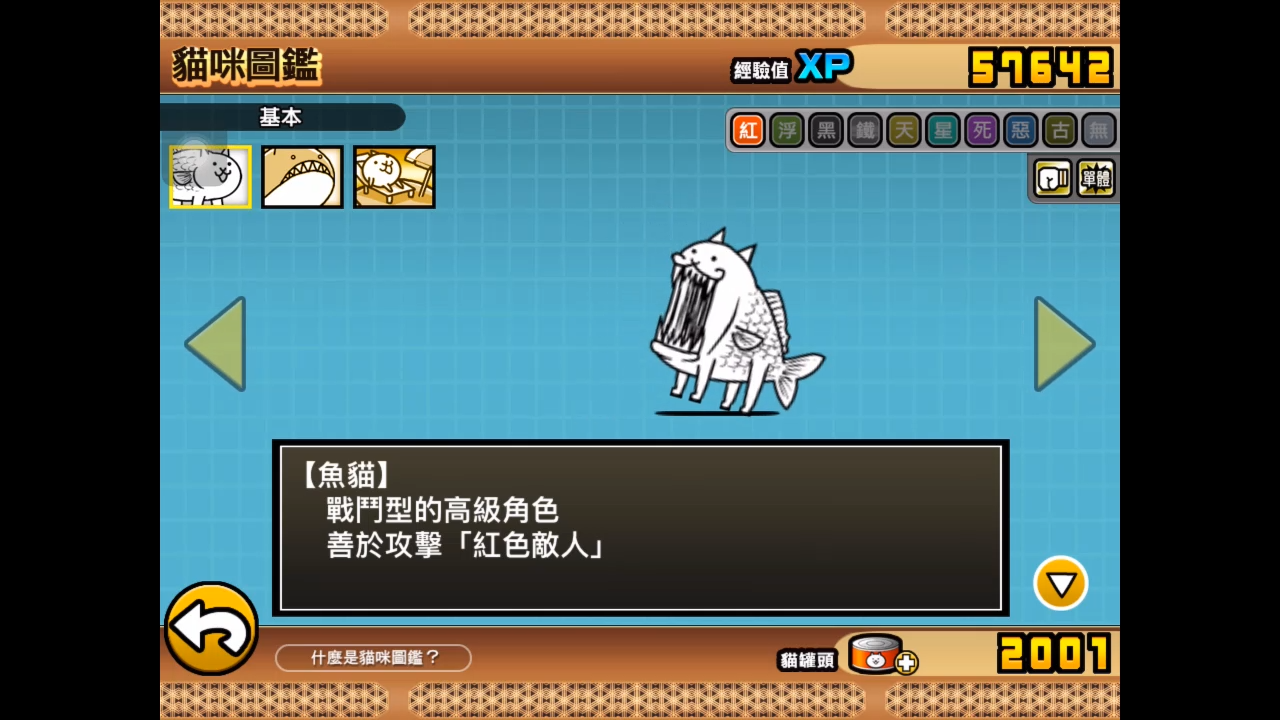 貓咪圖鑑
經驗值 XP 57642
基本
紅 浮 黑 鐵 天 星 死 惡 古 無
單體
【魚貓】
戰鬥型的高級角色
善於攻擊「紅色敵人」
什麼是貓咪圖鑑？
貓罐頭 2001